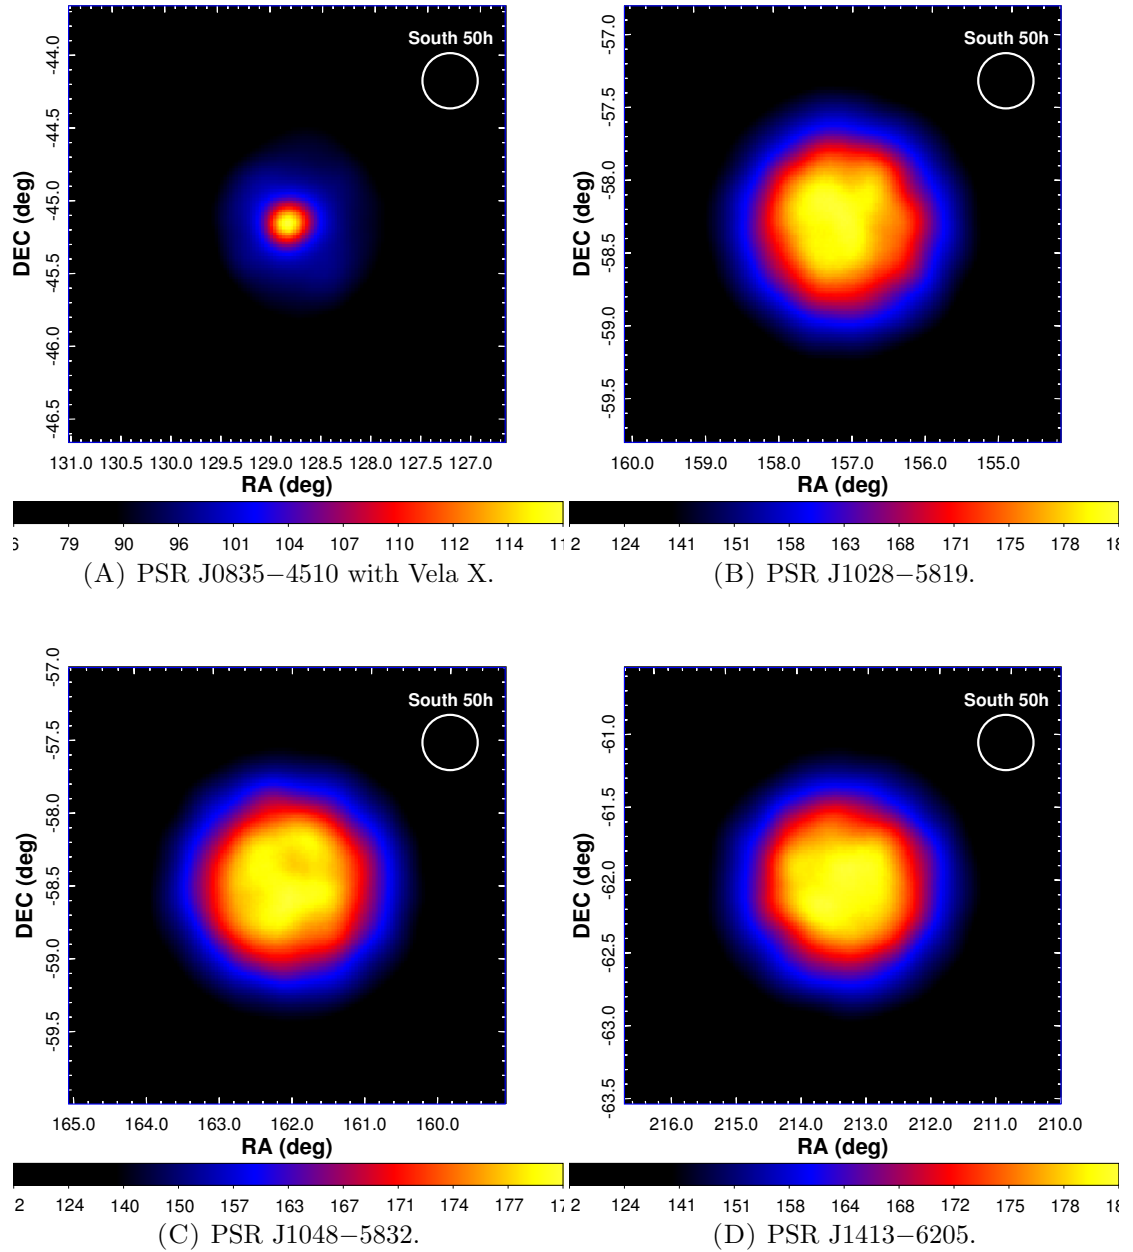 South 50h
DEC (deg)
-44.0
-44.5
-45.0
-45.5
-46.0
-46.5
131.0 130.5 130.0 129.5 129.0 128.5 128.0 127.5 127.0
RA (deg)
79 90 96 101 104 107 110 112 114
(A) PSR J0835−4510 with Vela X.
South 50h
DEC (deg)
-57.0
-57.5
-58.0
-58.5
-59.0
-59.5
160.0 159.0 158.0 157.0 156.0 155.0
RA (deg)
2 124 141 151 158 163 168 171 175 178
(B) PSR J1028−5819.
South 50h
DEC (deg)
-57.0
-57.5
-58.0
-58.5
-59.0
-59.5
165.0 164.0 163.0 162.0 161.0 160.0
RA (deg)
2 124 140 150 157 163 167 171 174 177
(C) PSR J1048−5832.
South 50h
DEC (deg)
-61.0
-61.5
-62.0
-62.5
-63.0
-63.5
216.0 215.0 214.0 213.0 212.0 211.0 210.0
RA (deg)
2 124 141 151 158 163 168 172 175 178
(D) PSR J1413−6205.